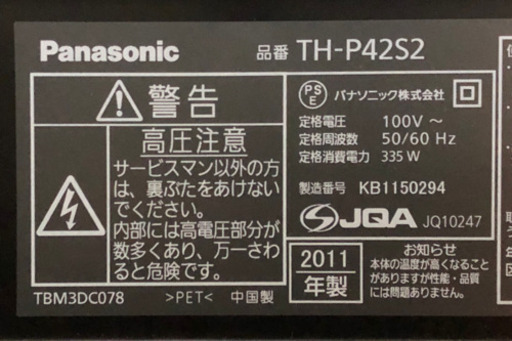 Panasonic
品番 TH-P42S2
警告
高圧注意
サービスマン以外の方
は、裏ぶたをあけない
でください。
内部には高電圧部分が
数多くあり、万一さわ
ると危険です。
TBM3DC078 >PET< 中国製
PSE パナソニック株式会社
定格電圧 100V ～
定格周波数 50/60 Hz
定格消費電力 335 W
製造番号 KB1150294
JQA JQ10247
2011
年製
お知らせ
本体の温度が高くなること
がありますが性能・品質
には問題ありません。